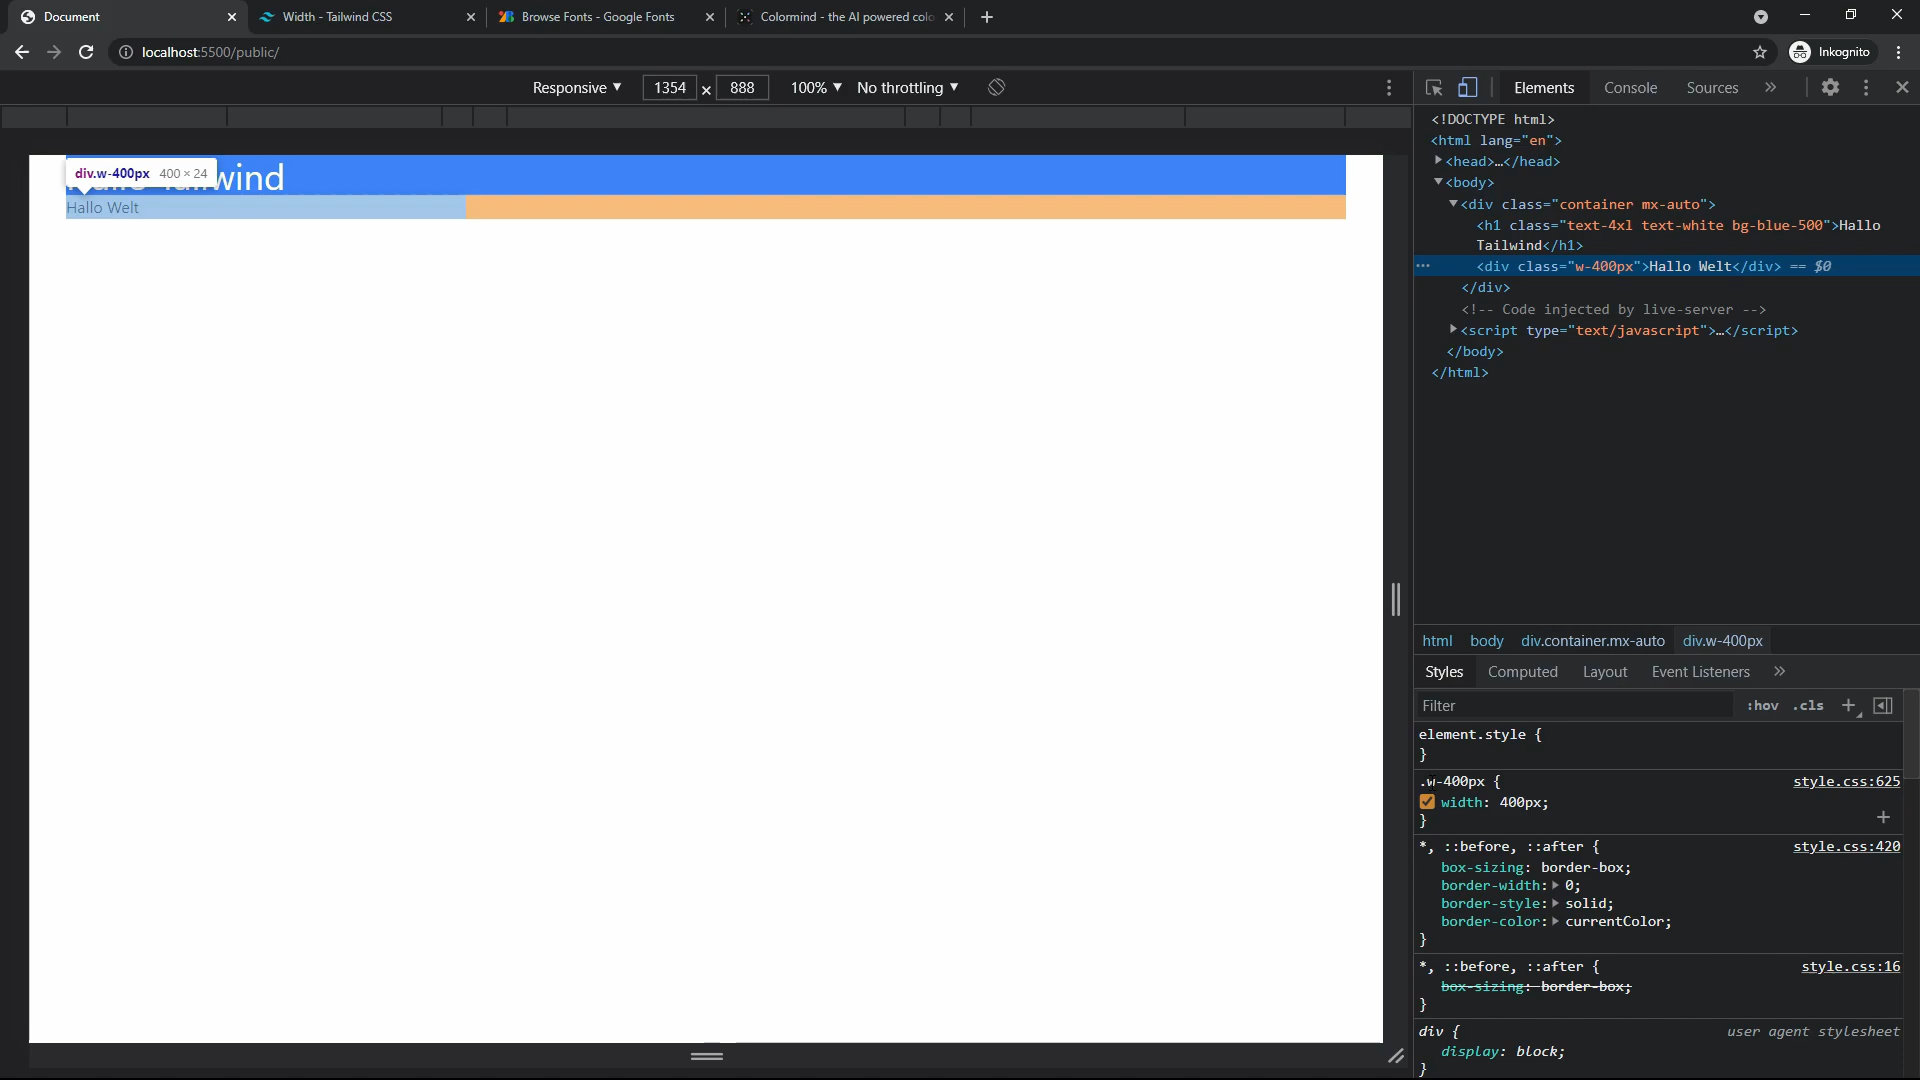 Document
Width - Tailwind CSS
Browse Fonts - Google Fonts
Colormind - the AI powered colo
localhost:5500/public/
Inkognito
Responsive ▼ 1354 × 888 100% ▼ No throttling ▼
Elements Console Sources »
div.w-400px 400 × 24
wind
Hallo Welt
<!DOCTYPE html>
<html lang="en">
▶<head>…</head>
▼<body>
▼<div class="container mx-auto">
<h1 class="text-4xl text-white bg-blue-500">Hallo
Tailwind</h1>
··· <div class="w-400px">Hallo Welt</div> == $0
</div>
<!-- Code injected by live-server -->
▶<script type="text/javascript">…</script>
</body>
</html>
html body div.container.mx-auto div.w-400px
Styles Computed Layout Event Listeners »
Filter :hov .cls +
element.style {
}
.w-400px { style.css:625
width: 400px;
}
*, ::before, ::after { style.css:420
box-sizing: border-box;
border-width:▶ 0;
border-style:▶ solid;
border-color:▶ currentColor;
}
*, ::before, ::after { style.css:16
box-sizing: border-box;
}
div { user agent stylesheet
display: block;
}